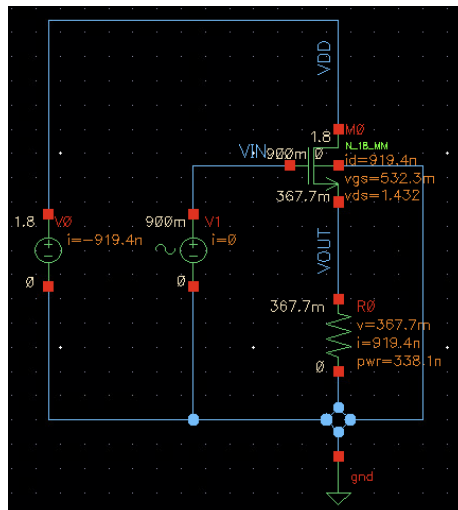 VDD
M0
1.8
N_18_MM
VIN
900m
0
id=919.4n
vgs=532.3m
367.7m
vds=1.432
1.8
V0
900m
V1
i=-919.4n
i=0
VOUT
0
0
367.7m
R0
v=367.7m
i=919.4n
0
pwr=338.1n
gnd